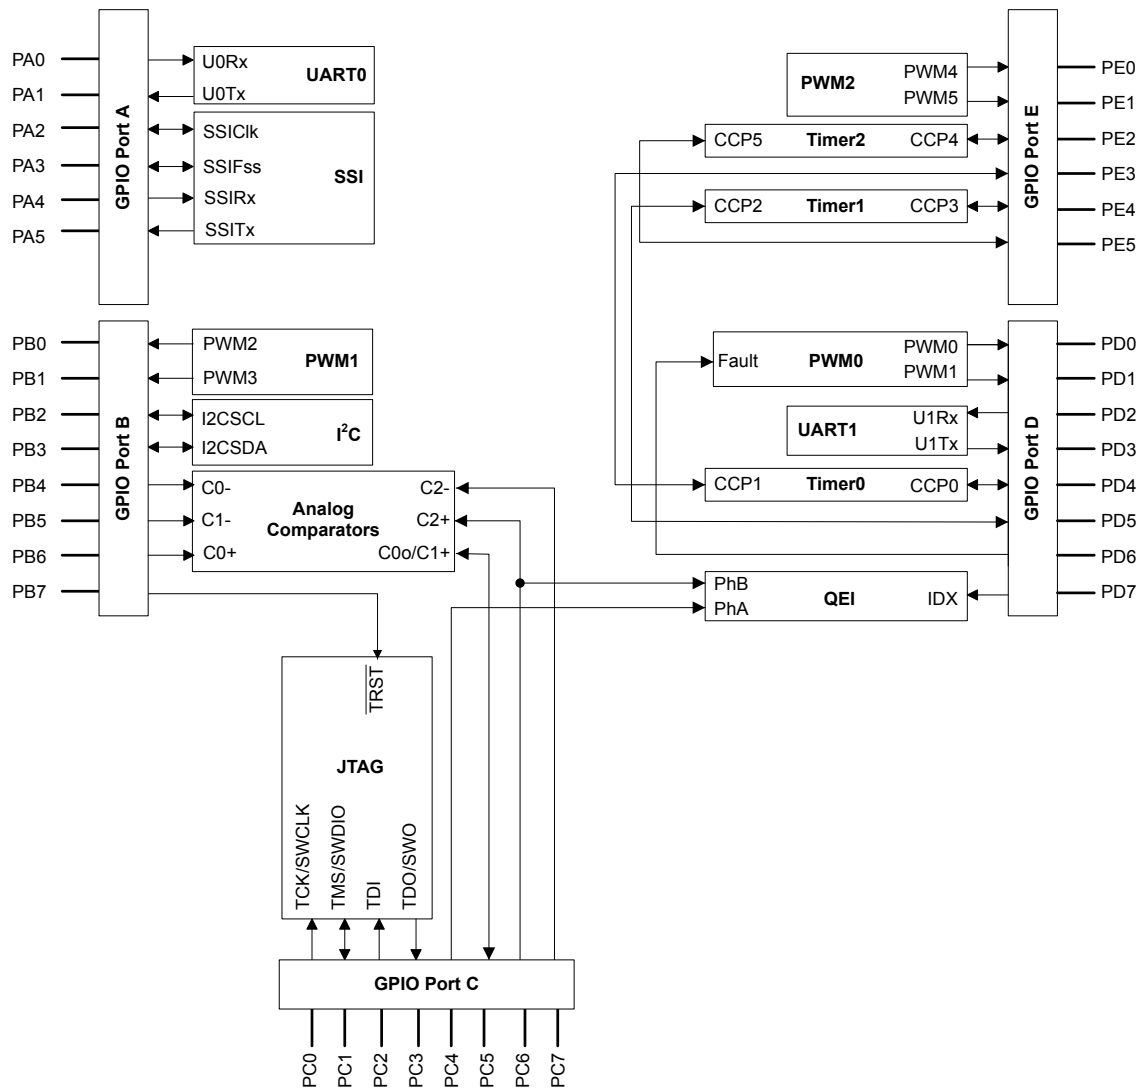 PA0
PA1
PA2
PA3
PA4
PA5
GPIO Port A
U0Rx
U0Tx
UART0
SSIClk
SSIFss
SSIRx
SSITx
SSI
PWM2
PWM4
PWM5
CCP5
Timer2
CCP4
CCP2
Timer1
CCP3
GPIO Port E
PE0
PE1
PE2
PE3
PE4
PE5
PB0
PB1
PB2
PB3
PB4
PB5
PB6
PB7
GPIO Port B
PWM2
PWM3
PWM1
I2CSCL
I2CSDA
I²C
C0-
C1-
C0+
Analog
Comparators
C2-
C2+
C0o/C1+
Fault
PWM0
PWM0
PWM1
UART1
U1Rx
U1Tx
CCP1
Timer0
CCP0
PhB
PhA
QEI
IDX
GPIO Port D
PD0
PD1
PD2
PD3
PD4
PD5
PD6
PD7
TRST
JTAG
TCK/SWCLK
TMS/SWDIO
TDI
TDO/SWO
GPIO Port C
PC0
PC1
PC2
PC3
PC4
PC5
PC6
PC7